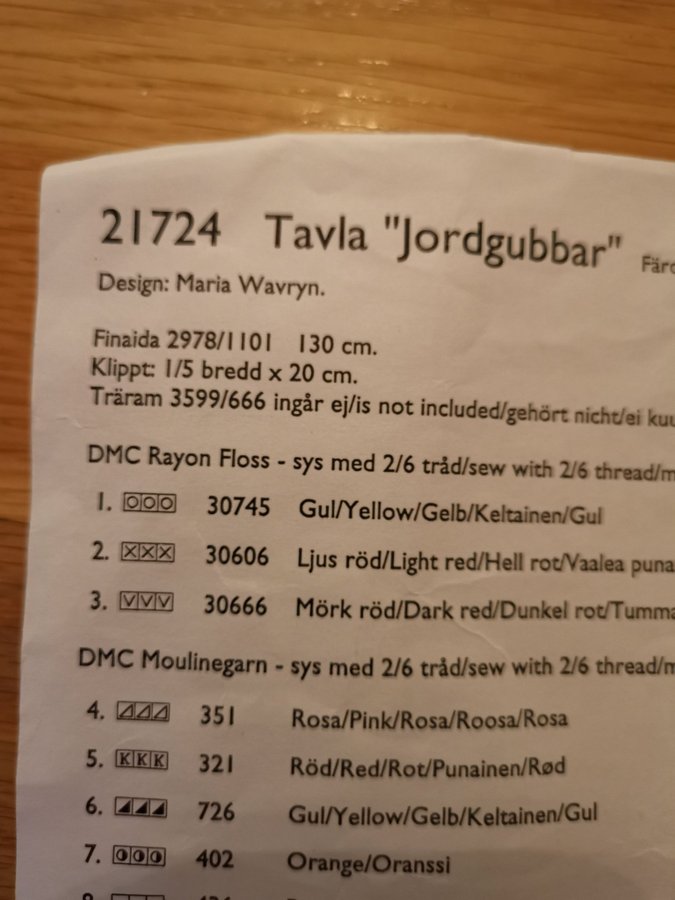 21724 Tavla "Jordgubbar"
Design: Maria Wavryn.
Finaida 2978/1101 130 cm.
Klippt: 1/5 bredd x 20 cm.
Träram 3599/666 ingår ej/is not included/gehört nicht/ei
DMC Rayon Floss - sys med 2/6 tråd/sew with 2/6 thread/
1. 30745 Gul/Yellow/Gelb/Keltainen/Gul
2. XXX 30606 Ljus röd/Light red/Hell rot/Vaalea
3. VVV 30666 Mörk röd/Dark red/Dunkel rot/
DMC Moulinegarn - sys med 2/6 tråd/sew with 2/6 thread/
4. 351 Rosa/Pink/Rosa/Roosa/Rosa
5. KKK 321 Röd/Red/Rot/Punainen/Rød
6. 726 Gul/Yellow/Gelb/Keltainen/Gul
7. 402 Orange/Oranssi